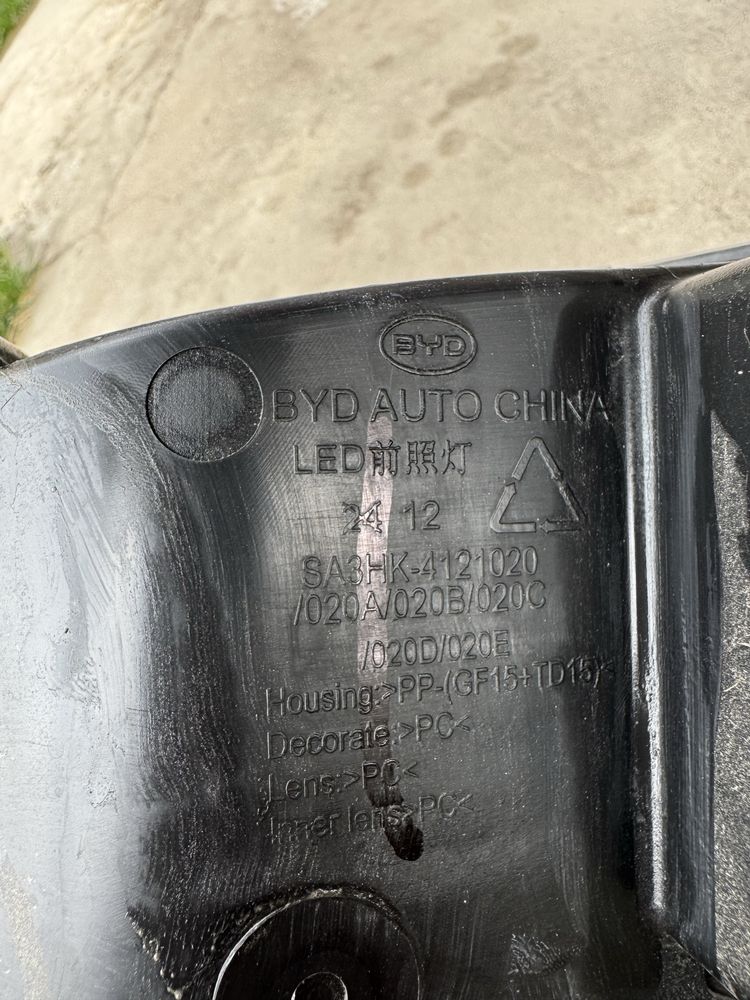 BYD
BYD AUTO CHINA
LED前照灯
24 12
SA3HK-4121020
/020A/020B/020C
/020D/020E
Housing:>PP-(GF15+TD15)<
Decorate:>PC<
Lens:>PC<
Inner lens>PC<